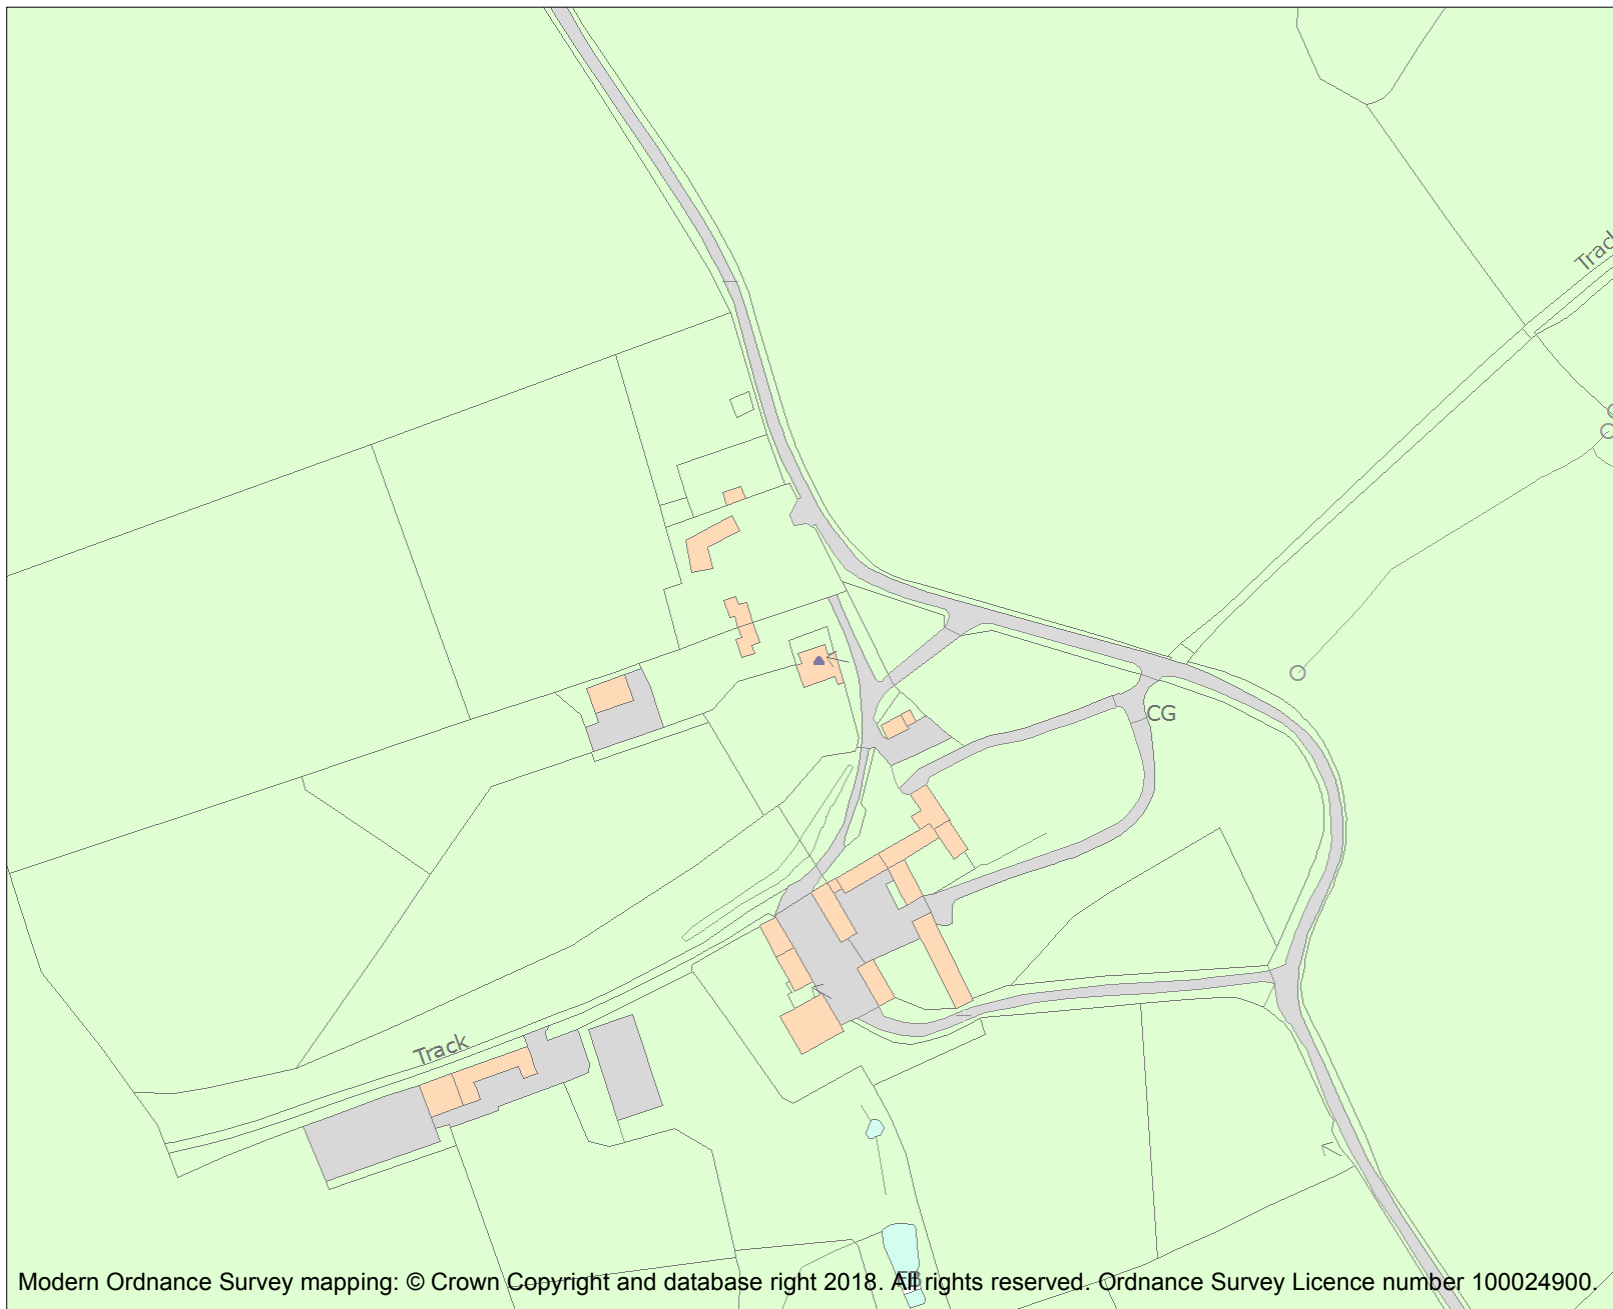 Track
CG
Track
FB
Modern Ordnance Survey mapping: © Crown Copyright and database right 2018. All rights reserved. Ordnance Survey Licence number 100024900.